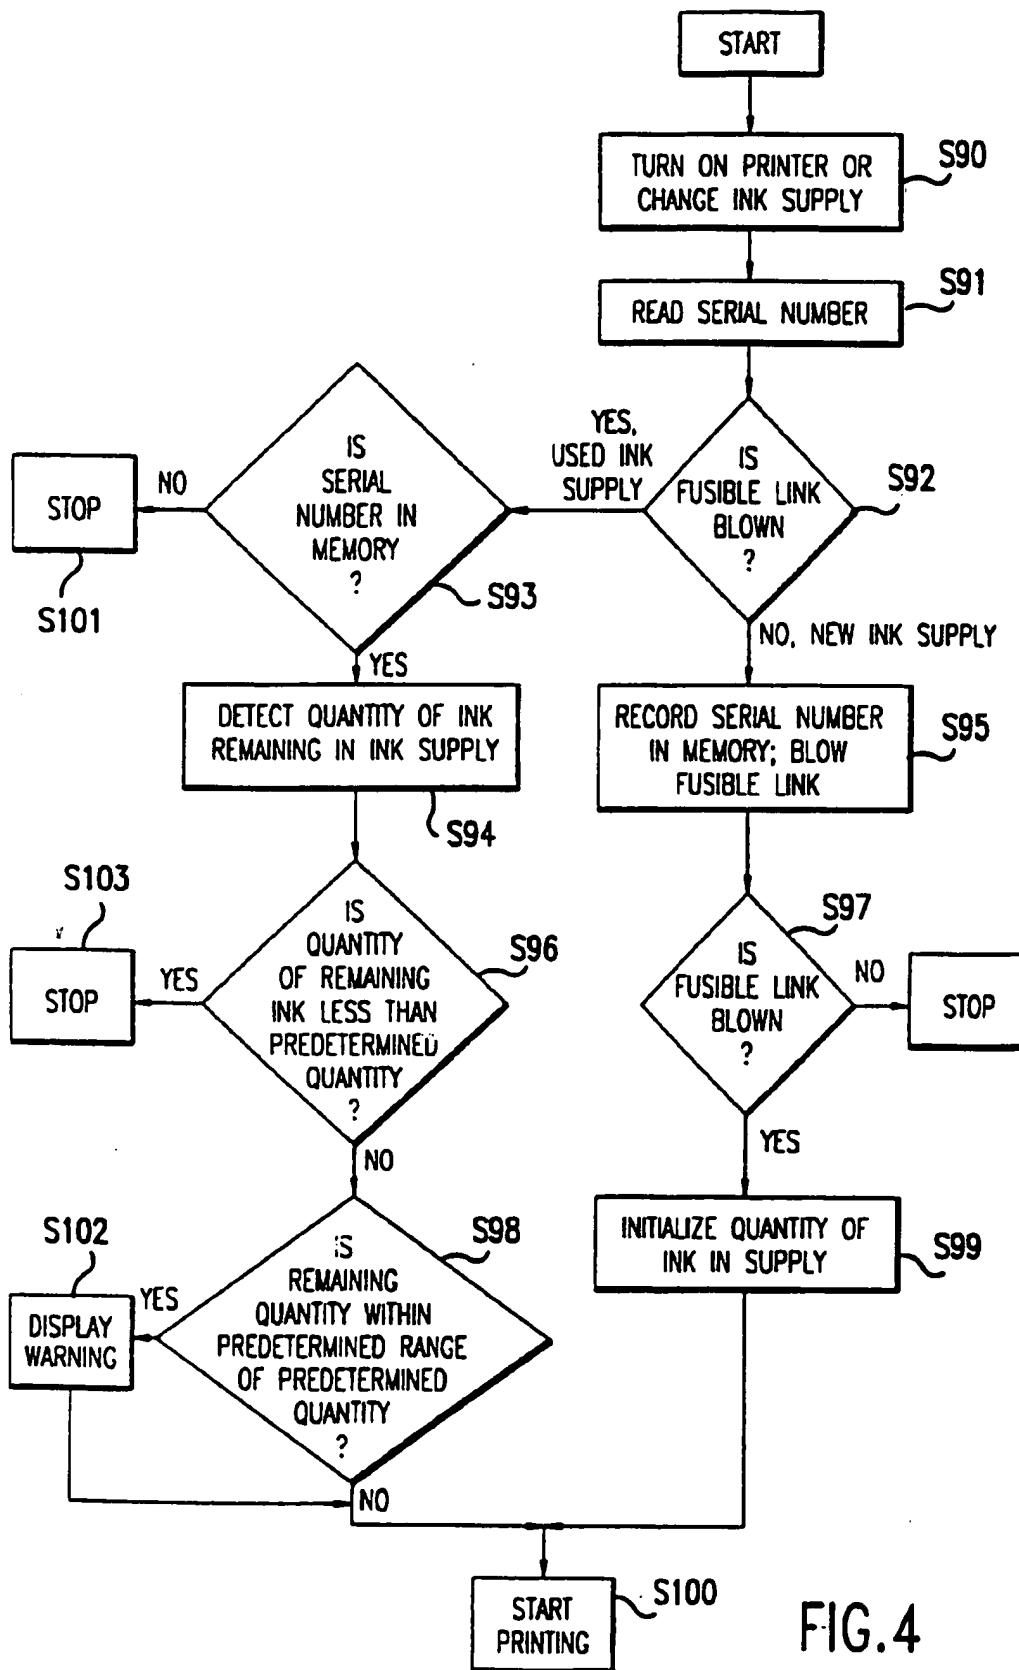 START
TURN ON PRINTER OR
CHANGE INK SUPPLY
S90
READ SERIAL NUMBER
S91
IS
FUSIBLE LINK
BLOWN
?
S92
YES,
USED INK
SUPPLY
IS
SERIAL
NUMBER IN
MEMORY
?
S93
NO
STOP
S101
YES
DETECT QUANTITY OF INK
REMAINING IN INK SUPPLY
S94
NO, NEW INK SUPPLY
RECORD SERIAL NUMBER
IN MEMORY; BLOW
FUSIBLE LINK
S95
IS
QUANTITY
OF REMAINING
INK LESS THAN
PREDETERMINED
QUANTITY
?
S96
YES
STOP
S103
IS
FUSIBLE LINK
BLOWN
?
S97
NO
STOP
NO
YES
IS
REMAINING
QUANTITY WITHIN
PREDETERMINED RANGE
OF PREDETERMINED
QUANTITY
?
S98
YES
DISPLAY
WARNING
S102
INITIALIZE QUANTITY OF
INK IN SUPPLY
S99
NO
START
PRINTING
S100
FIG.4